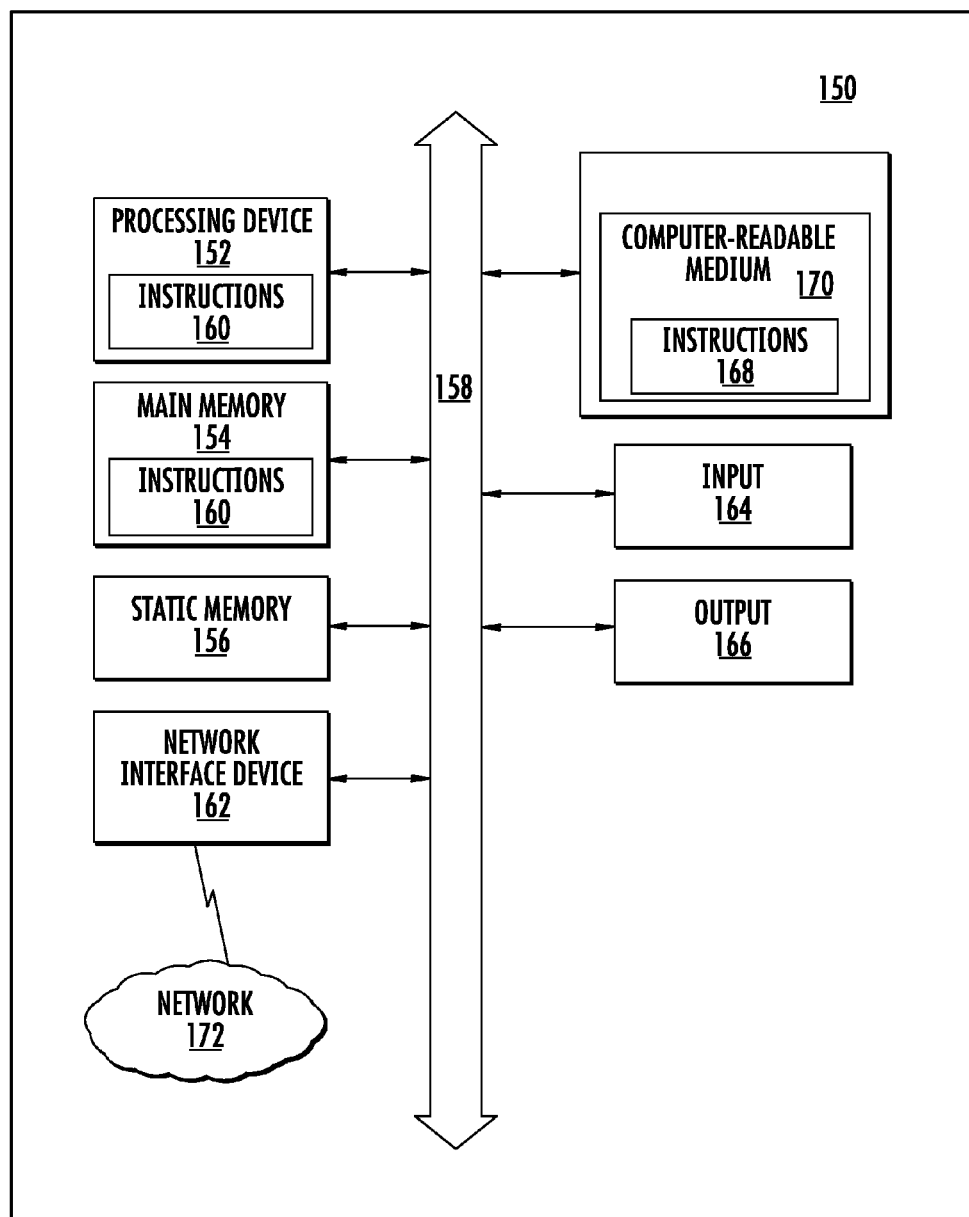 150
PROCESSING DEVICE
152
INSTRUCTIONS
160
MAIN MEMORY
154
INSTRUCTIONS
160
STATIC MEMORY
156
NETWORK
INTERFACE DEVICE
162
NETWORK
172
158
COMPUTER-READABLE
MEDIUM
170
INSTRUCTIONS
168
INPUT
164
OUTPUT
166